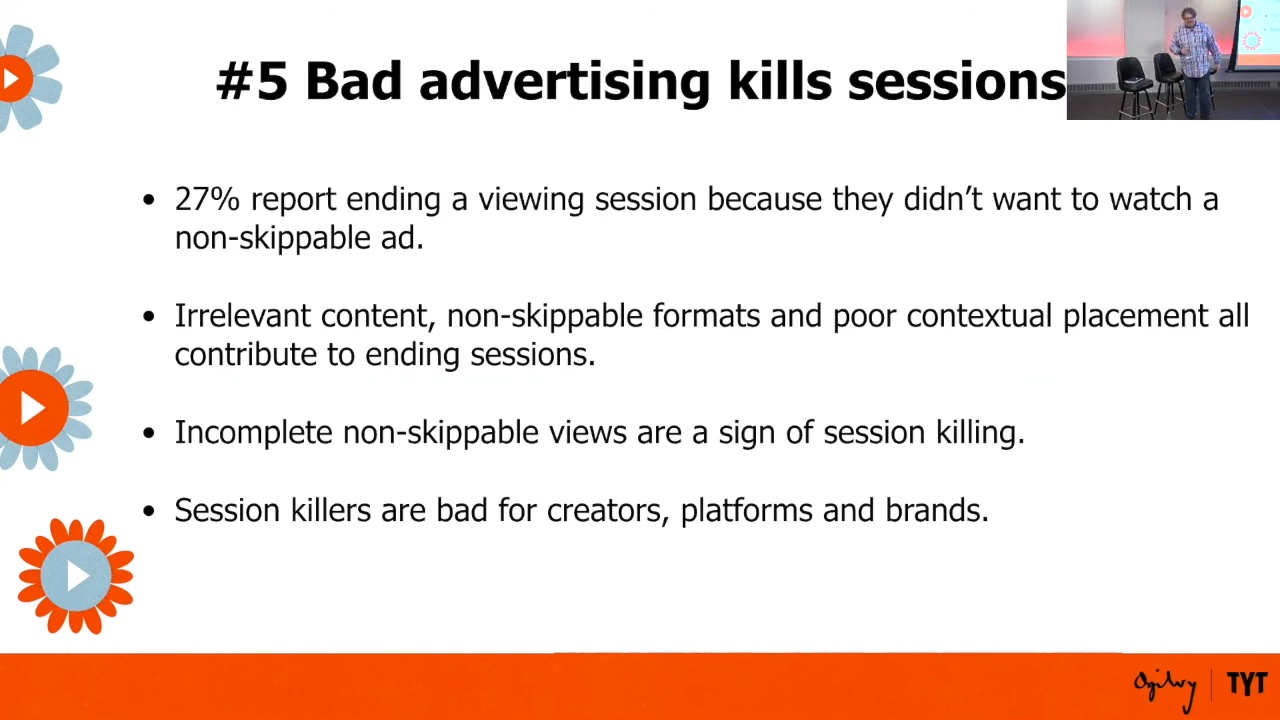 #5 Bad advertising kills sessions
• 27% report ending a viewing session because they didn’t want to watch a
non-skippable ad.
• Irrelevant content, non-skippable formats and poor contextual placement all
contribute to ending sessions.
• Incomplete non-skippable views are a sign of session killing.
• Session killers are bad for creators, platforms and brands.
Ogilvy | TYT